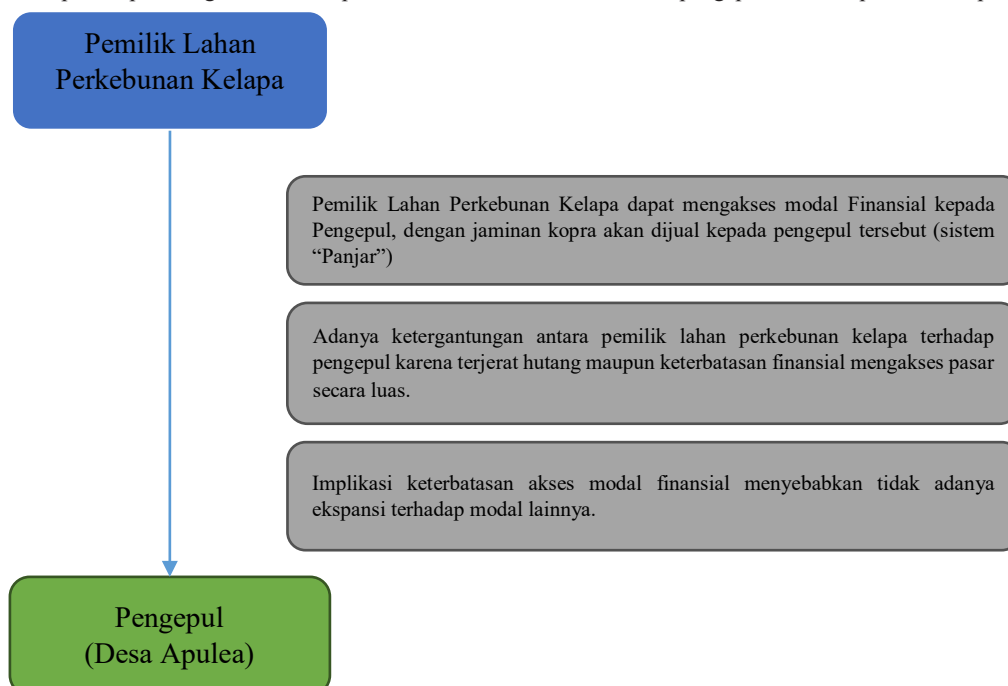 Pemilik Lahan
Perkebunan Kelapa
Pemilik Lahan Perkebunan Kelapa dapat mengakses modal Finansial kepada
Pengepul, dengan jaminan kopra akan dijual kepada pengepul tersebut (sistem
“Panjar”)
Adanya ketergantungan antara pemilik lahan perkebunan kelapa terhadap
pengepul karena terjerat hutang maupun keterbatasan finansial mengakses pasar
secara luas.
Implikasi keterbatasan akses modal finansial menyebabkan tidak adanya
ekspansi terhadap modal lainnya.
Pengepul
(Desa Apulea)